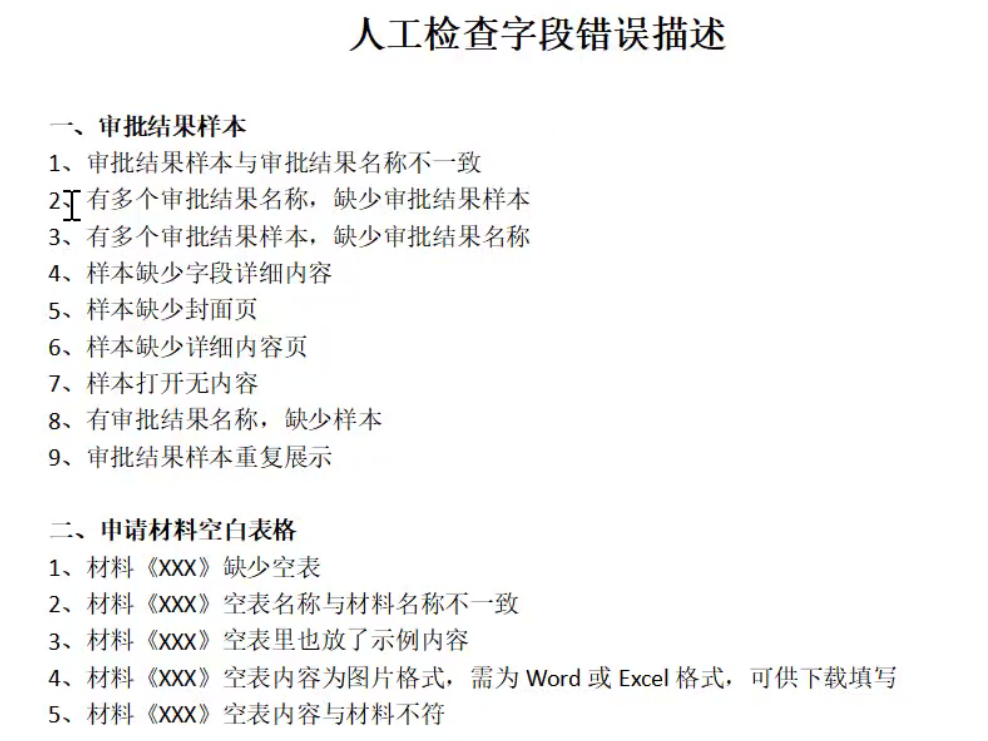 人工检查字段错误描述
一、审批结果样本
1、审批结果样本与审批结果名称不一致
2、有多个审批结果名称，缺少审批结果样本
3、有多个审批结果样本，缺少审批结果名称
4、样本缺少字段详细内容
5、样本缺少封面页
6、样本缺少详细内容页
7、样本打开无内容
8、有审批结果名称，缺少样本
9、审批结果样本重复展示
二、申请材料空白表格
1、材料《XXX》缺少空表
2、材料《XXX》空表名称与材料名称不一致
3、材料《XXX》空表里也放了示例内容
4、材料《XXX》空表内容为图片格式，需为 Word 或 Excel 格式，可供下载填写
5、材料《XXX》空表内容与材料不符